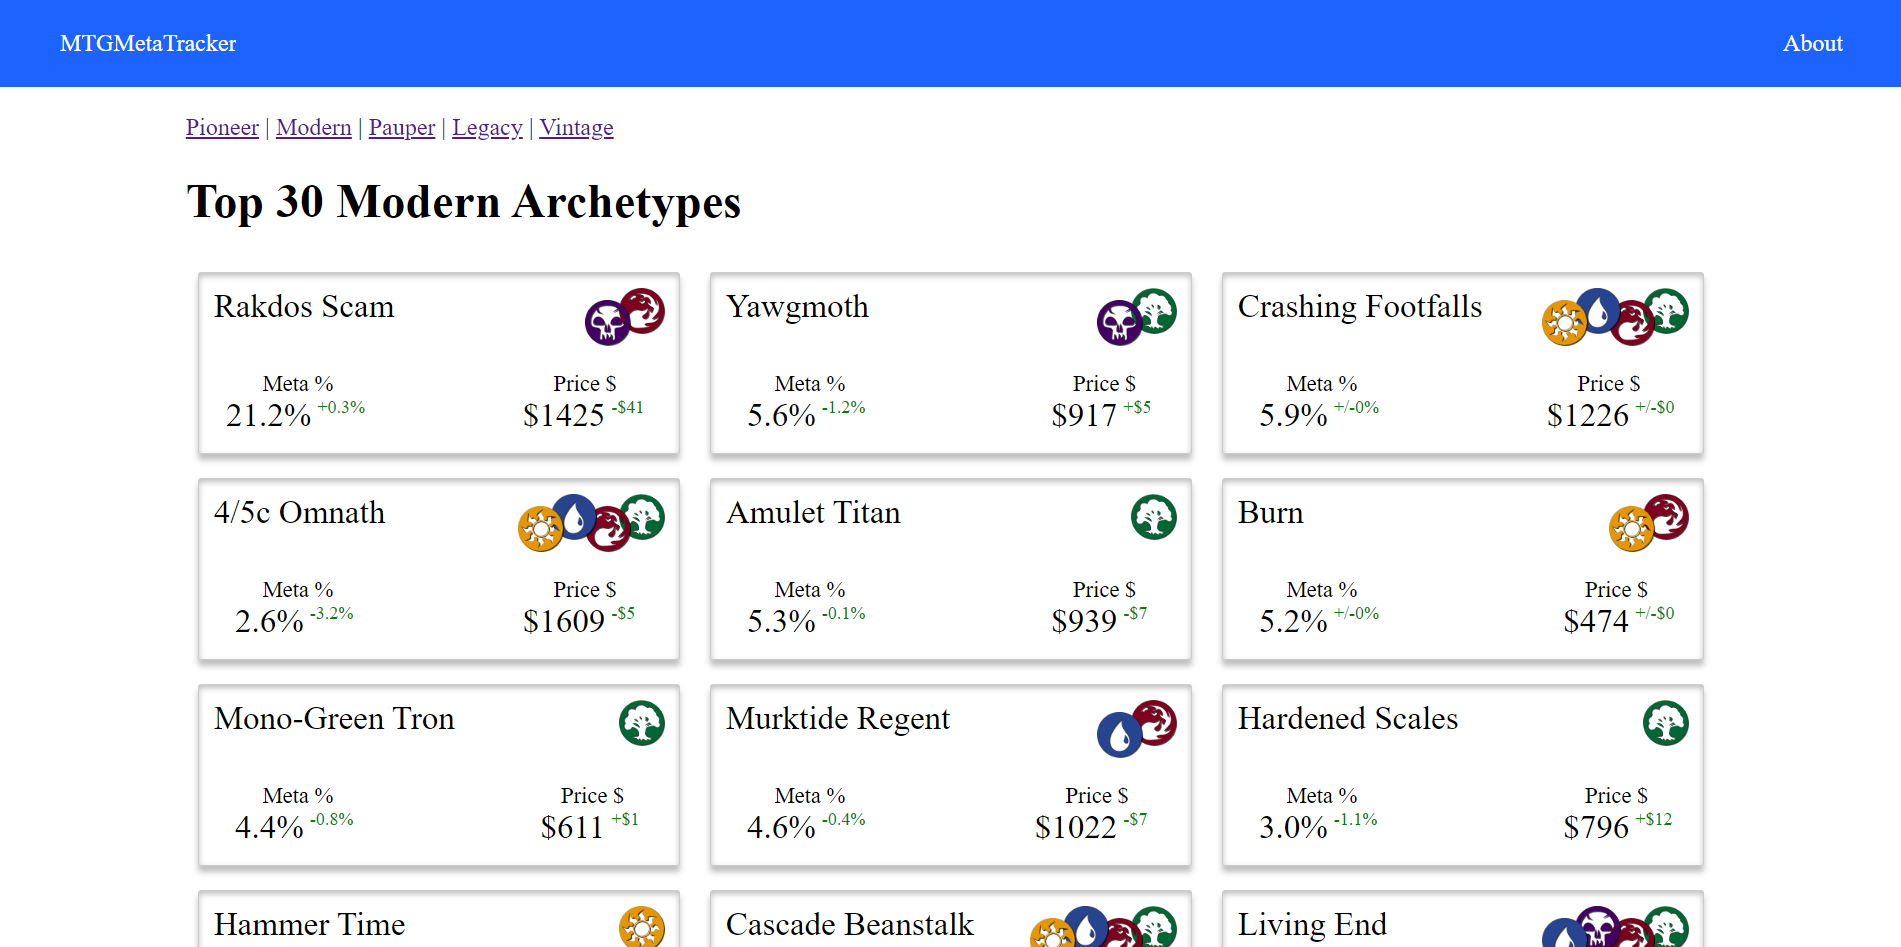 MTGMetaTracker
About
Pioneer | Modern | Pauper | Legacy | Vintage
Top 30 Modern Archetypes
Rakdos Scam
Meta %
Price $
21.2% +0.3%
$1425 -$41
Yawgmoth
Meta %
Price $
5.6% -1.2%
$917 +$5
Crashing Footfalls
Meta %
Price $
5.9% +/-0%
$1226 +/-$0
4/5c Omnath
Meta %
Price $
2.6% -3.2%
$1609 -$5
Amulet Titan
Meta %
Price $
5.3% -0.1%
$939 -$7
Burn
Meta %
Price $
5.2% +/-0%
$474 +/-$0
Mono-Green Tron
Meta %
Price $
4.4% -0.8%
$611 +$1
Murktide Regent
Meta %
Price $
4.6% -0.4%
$1022 -$7
Hardened Scales
Meta %
Price $
3.0% -1.1%
$796 +$12
Hammer Time
Cascade Beanstalk
Living End